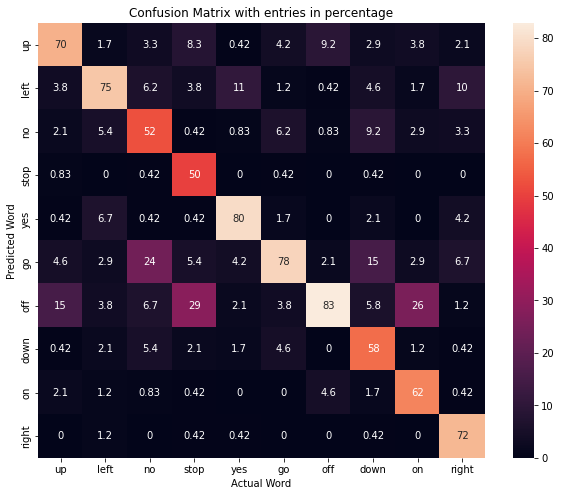 Confusion Matrix with entries in percentage
up 70 1.7 3.3 8.3 0.42 4.2 9.2 2.9 3.8 2.1
left 3.8 75 6.2 3.8 11 1.2 0.42 4.6 1.7 10
no 2.1 5.4 52 0.42 0.83 6.2 0.83 9.2 2.9 3.3
stop 0.83 0 0.42 50 0 0.42 0 0.42 0 0
yes 0.42 6.7 0.42 0.42 80 1.7 0 2.1 0 4.2
go 4.6 2.9 24 5.4 4.2 78 2.1 15 2.9 6.7
off 15 3.8 6.7 29 2.1 3.8 83 5.8 26 1.2
down 0.42 2.1 5.4 2.1 1.7 4.6 0 58 1.2 0.42
on 2.1 1.2 0.83 0.42 0 0 4.6 1.7 62 0.42
right 0 1.2 0 0.42 0.42 0 0 0.42 0 72
up left no stop yes go off down on right
Actual Word
Predicted Word
80
70
60
50
40
30
20
10
0